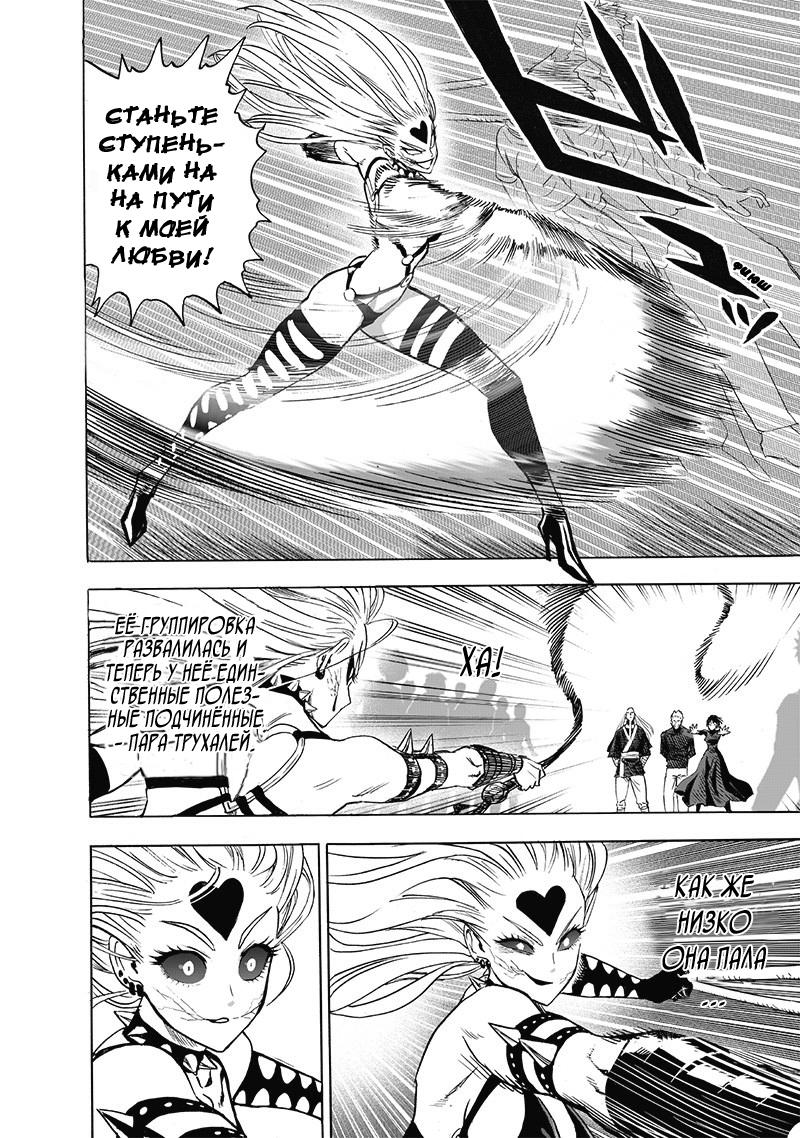 СТАНЬТЕ
СТУПЕНЬ-
КАМИ НА
НА ПУТИ
К МОЕЙ
ЛЮБВИ!
ФШЮШ
ХА!
ЕЁ ГРУППИРОВКА
РАЗВАЛИЛАСЬ И
ТЕПЕРЬ У НЕЁ ЕДИН-
СТВЕННЫЕ ПОЛЕЗ-
НЫЕ ПОДЧИНЁННЫЕ
- ПАРА ТРУХАЛЕЙ.
КАК ЖЕ
НИЗКО
ОНА ПАЛА
...